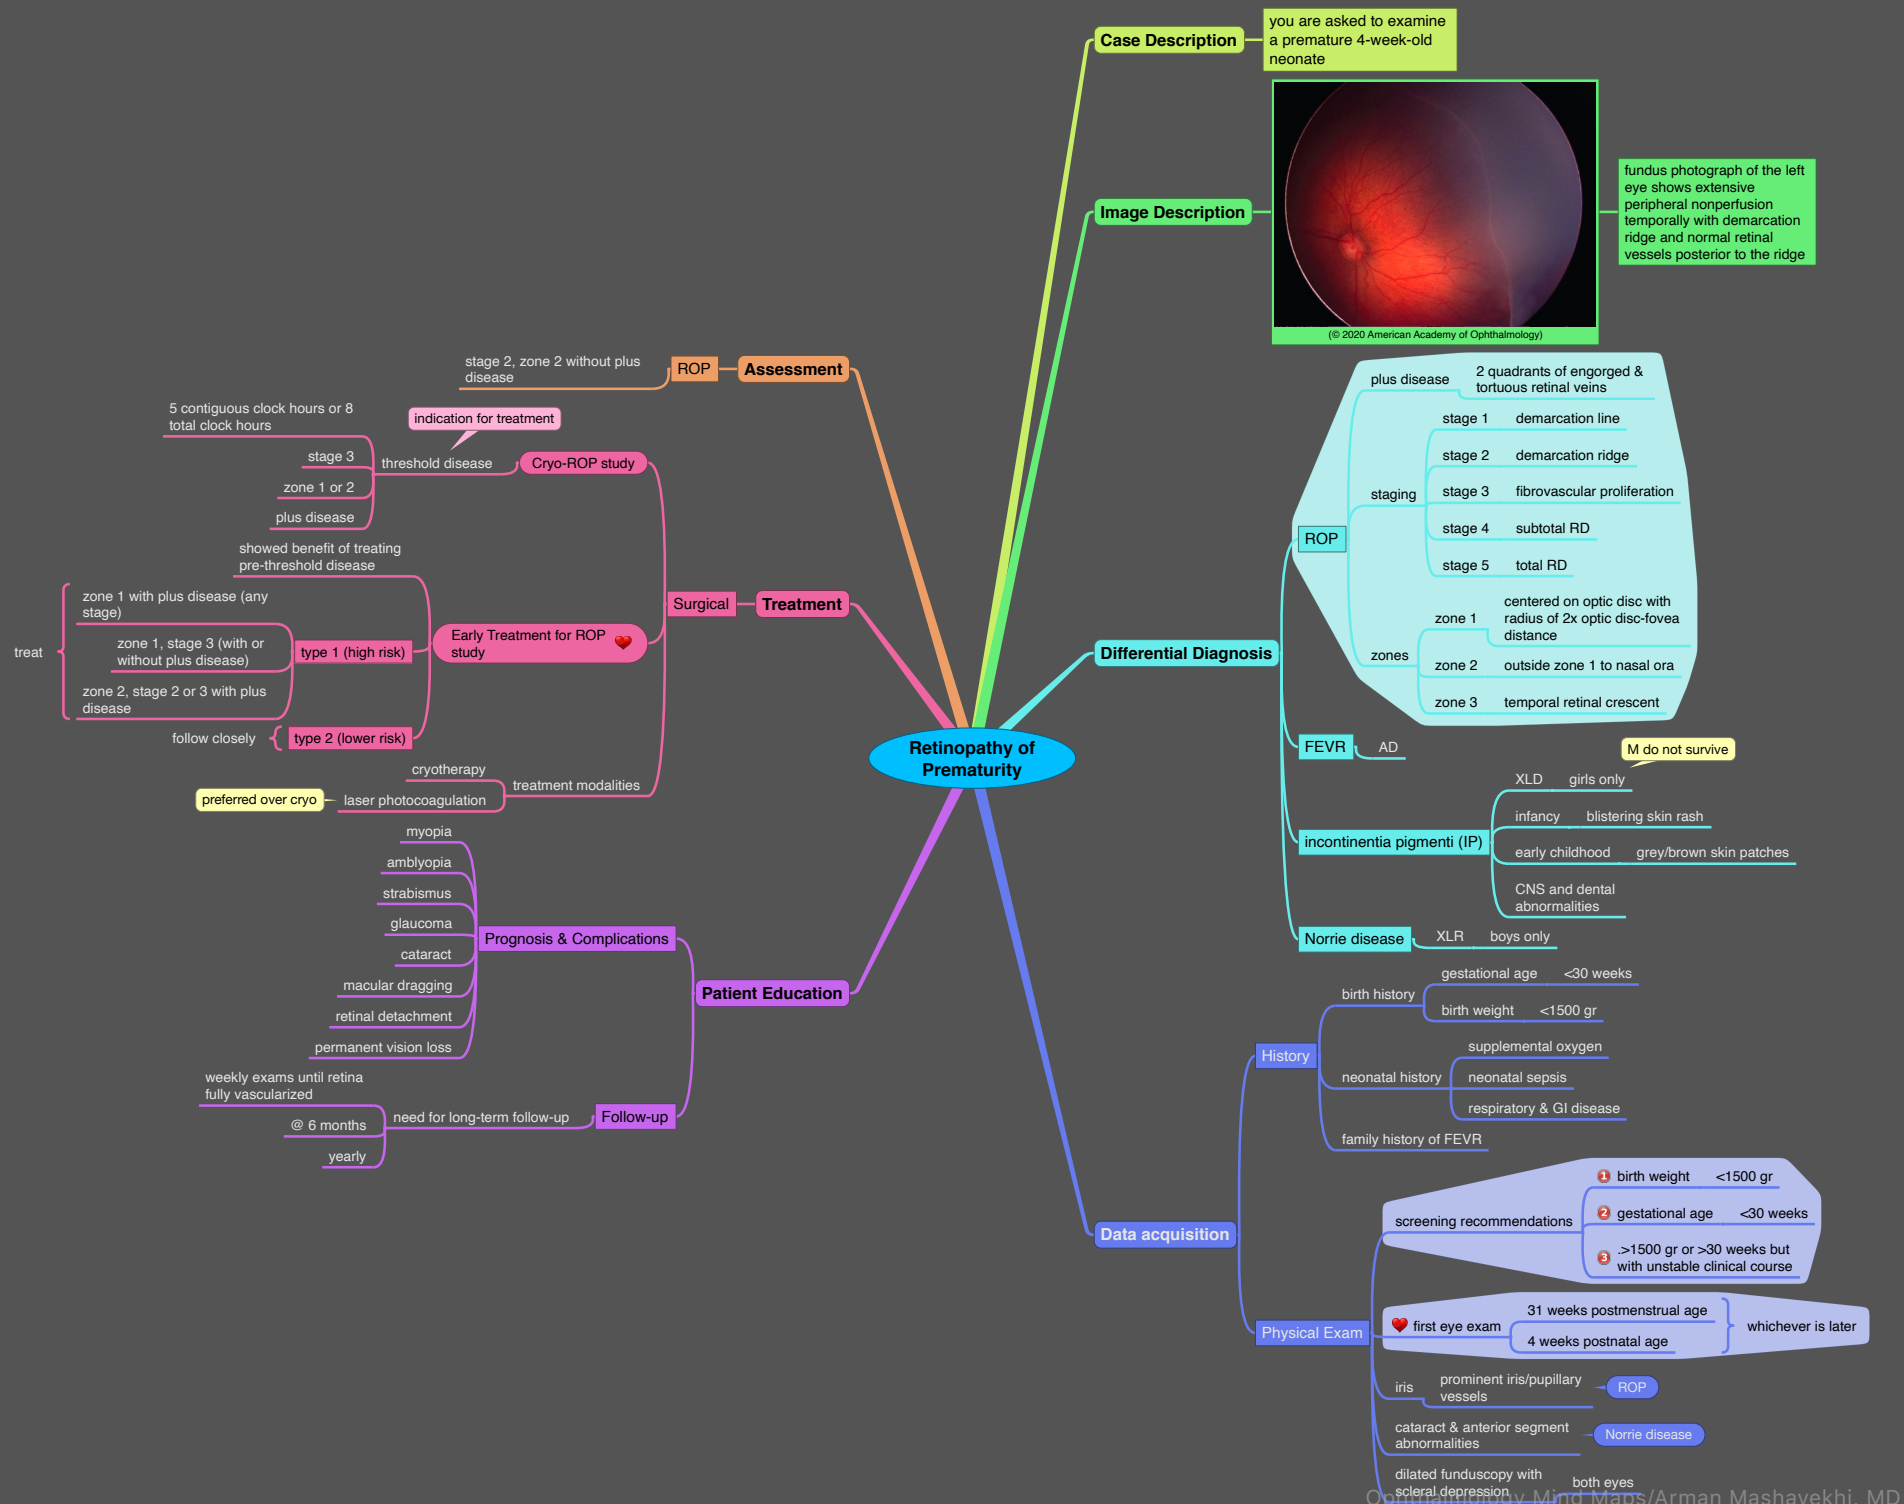 Case Description
you are asked to examine
a premature 4-week-old
neonate
Image Description
(© 2020 American Academy of Ophthalmology)
fundus photograph of the left
eye shows extensive
peripheral nonperfusion
temporally with demarcation
ridge and normal retinal
vessels posterior to the ridge
Assessment
ROP
stage 2, zone 2 without plus
disease
Treatment
Surgical
Cryo-ROP study
threshold disease
indication for treatment
5 contiguous clock hours or 8
total clock hours
stage 3
zone 1 or 2
plus disease
Early Treatment for ROP
study
showed benefit of treating
pre-threshold disease
type 1 (high risk)
zone 1 with plus disease (any
stage)
zone 1, stage 3 (with or
without plus disease)
zone 2, stage 2 or 3 with plus
disease
treat
type 2 (lower risk)
follow closely
treatment modalities
cryotherapy
laser photocoagulation
preferred over cryo
Retinopathy of
Prematurity
Patient Education
Prognosis & Complications
myopia
amblyopia
strabismus
glaucoma
cataract
macular dragging
retinal detachment
permanent vision loss
Follow-up
need for long-term follow-up
weekly exams until retina
fully vascularized
@ 6 months
yearly
Differential Diagnosis
ROP
plus disease
2 quadrants of engorged &
tortuous retinal veins
staging
stage 1 demarcation line
stage 2 demarcation ridge
stage 3 fibrovascular proliferation
stage 4 subtotal RD
stage 5 total RD
zones
zone 1
centered on optic disc with
radius of 2x optic disc-fovea
distance
zone 2 outside zone 1 to nasal ora
zone 3 temporal retinal crescent
FEVR AD
incontinentia pigmenti (IP)
XLD girls only
M do not survive
infancy blistering skin rash
early childhood grey/brown skin patches
CNS and dental
abnormalities
Norrie disease XLR boys only
Data acquisition
History
birth history
gestational age <30 weeks
birth weight <1500 gr
neonatal history
supplemental oxygen
neonatal sepsis
respiratory & GI disease
family history of FEVR
Physical Exam
screening recommendations
1 birth weight <1500 gr
2 gestational age <30 weeks
3 .>1500 gr or >30 weeks but
with unstable clinical course
first eye exam
31 weeks postmenstrual age
4 weeks postnatal age
whichever is later
iris
prominent iris/pupillary
vessels
ROP
cataract & anterior segment
abnormalities
Norrie disease
dilated funduscopy with
scleral depression
both eyes
Ophthalmology Mind Maps/Arman Mashayekhi, MD